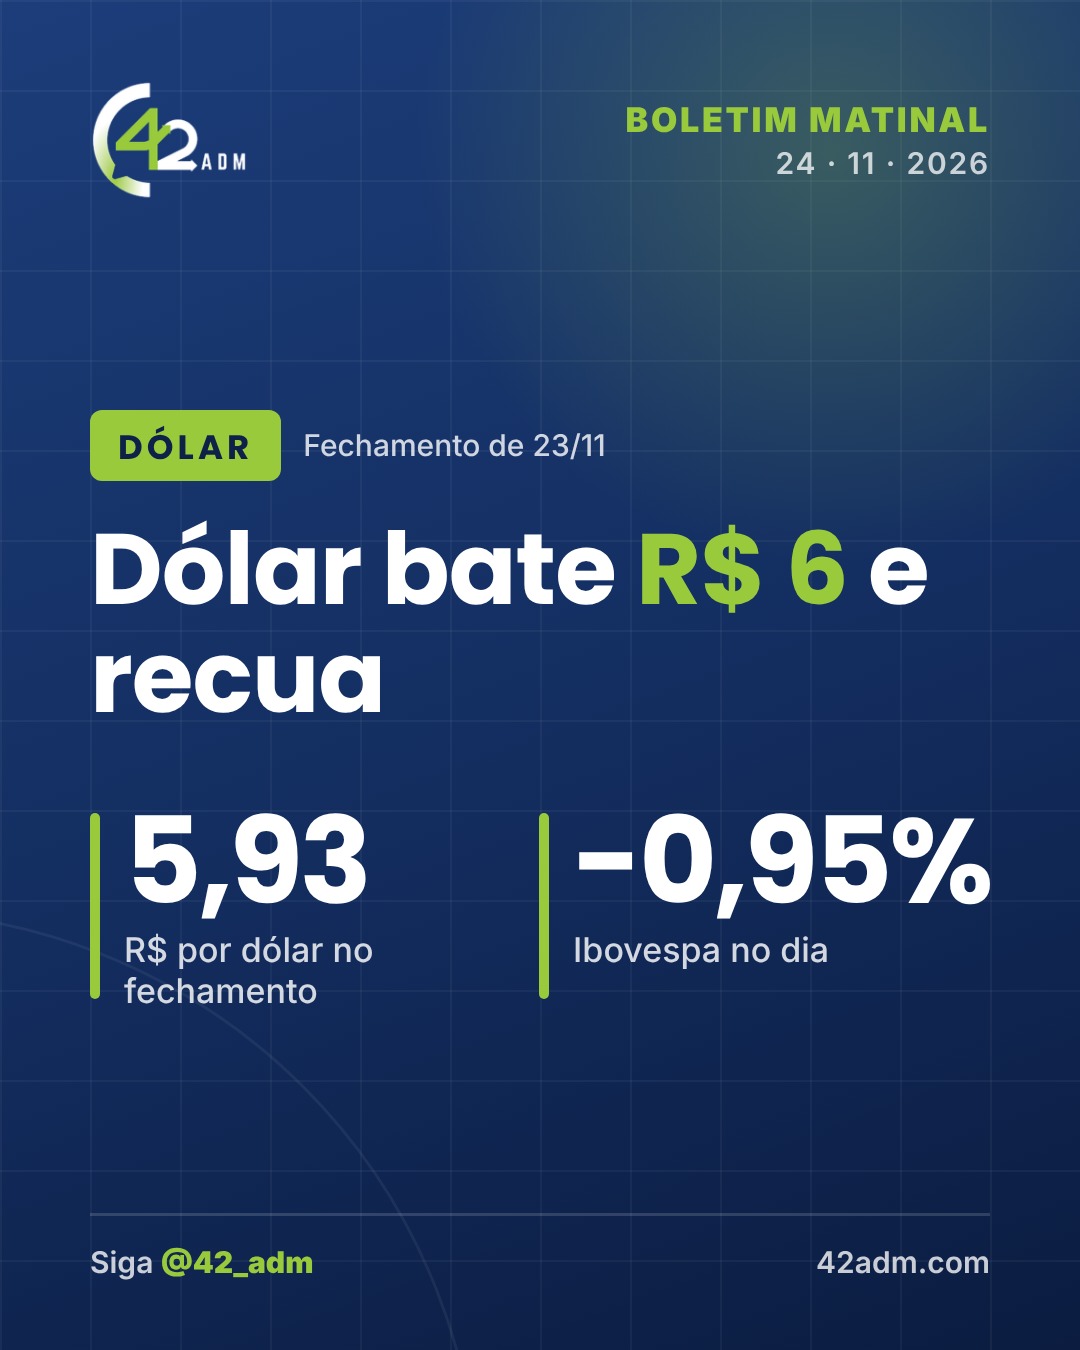 42 ADM
BOLETIM MATINAL
24 · 11 · 2026
DÓLAR
Fechamento de 23/11
Dólar bate R$ 6 e
recua
5,93
R$ por dólar no
fechamento
−0,95%
Ibovespa no dia
Siga @42_adm
42adm.com